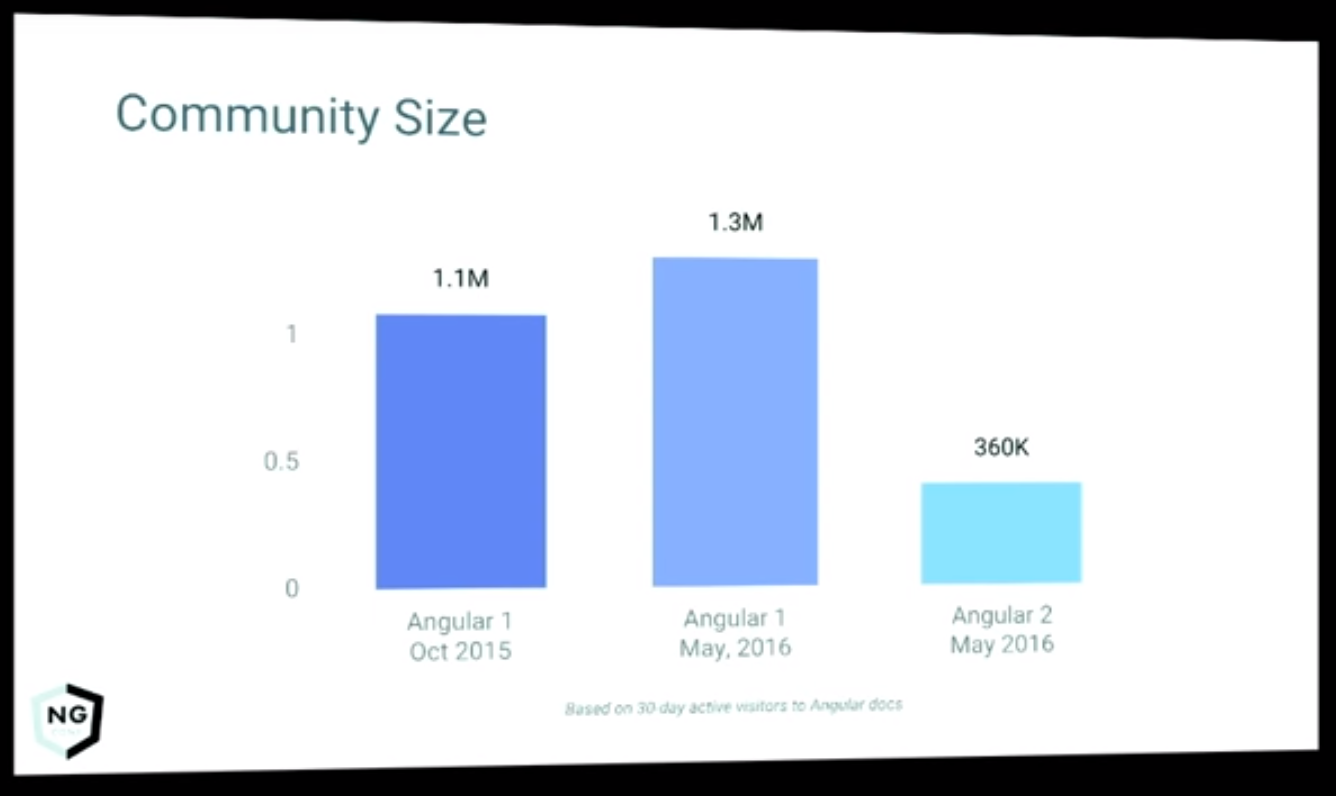 Community Size
1.3M
1.1M
1
360K
0.5
0
Angular 1
Oct 2015
Angular 1
May, 2016
Angular 2
May 2016
Based on 30 day active visitors to Angular docs
NG
CONF